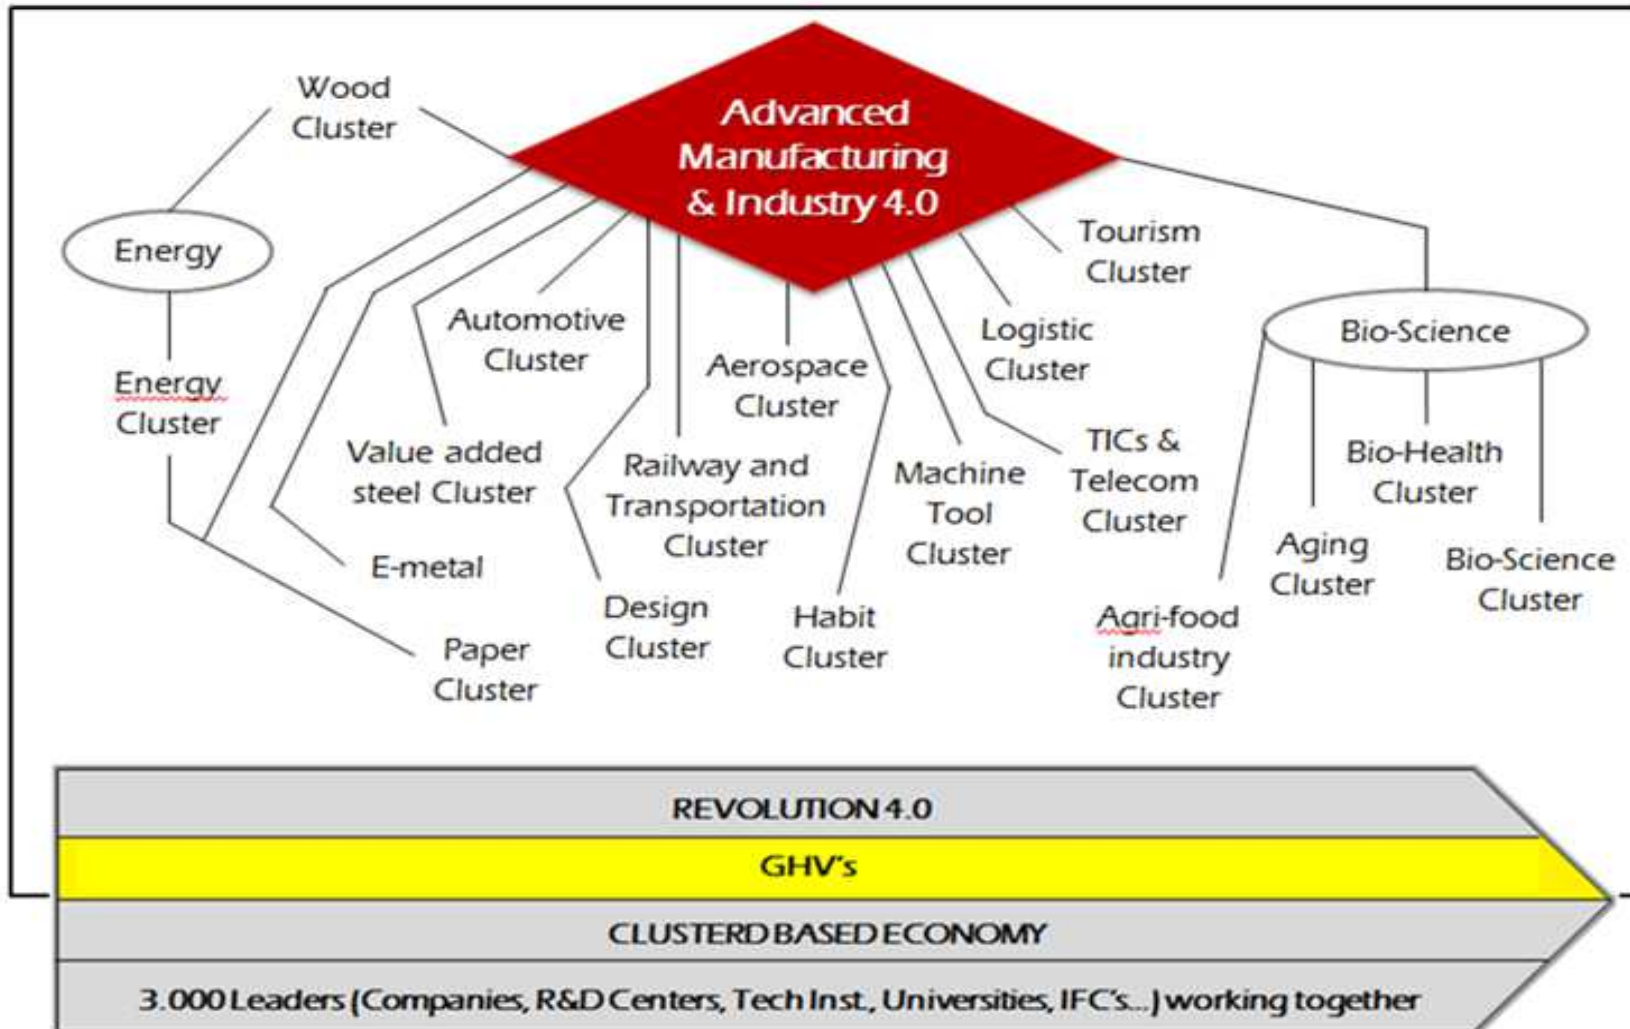 Wood
Cluster
Advanced
Manufacturing
& Industry 4.0
Energy
Tourism
Cluster
Automotive
Cluster
Logistic
Cluster
Bio-Science
Energy
Cluster
Aerospace
Cluster
Value added
steel Cluster
Railway and
Transportation
Cluster
Machine
Tool
Cluster
TICs &
Telecom
Cluster
Bio-Health
Cluster
Aging
Cluster
Bio-Science
Cluster
E-metal
Design
Cluster
Habit
Cluster
Agri-food
industry
Cluster
Paper
Cluster
REVOLUTION 4.0
GHV's
CLUSTERD BASED ECONOMY
3.000 Leaders (Companies, R&D Centers, Tech Inst., Universities, IFC's...) working together